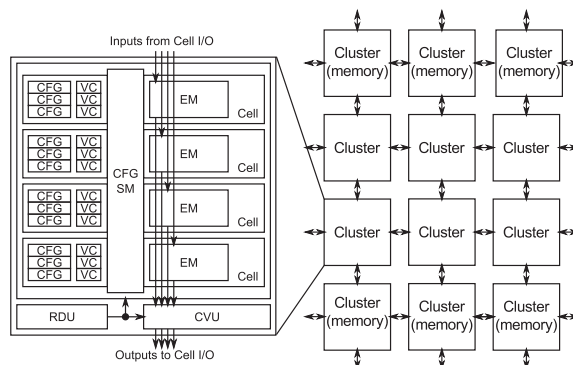 Inputs from Cell I/O
CFG VC
CFG VC
CFG VC
EM
Cell
CFG VC
CFG VC
CFG VC
EM
Cell
CFG
SM
CFG VC
CFG VC
CFG VC
EM
Cell
CFG VC
CFG VC
CFG VC
EM
Cell
RDU
CVU
Outputs to Cell I/O
Cluster
(memory)
Cluster
(memory)
Cluster
(memory)
Cluster
Cluster
Cluster
Cluster
Cluster
Cluster
Cluster
(memory)
Cluster
(memory)
Cluster
(memory)